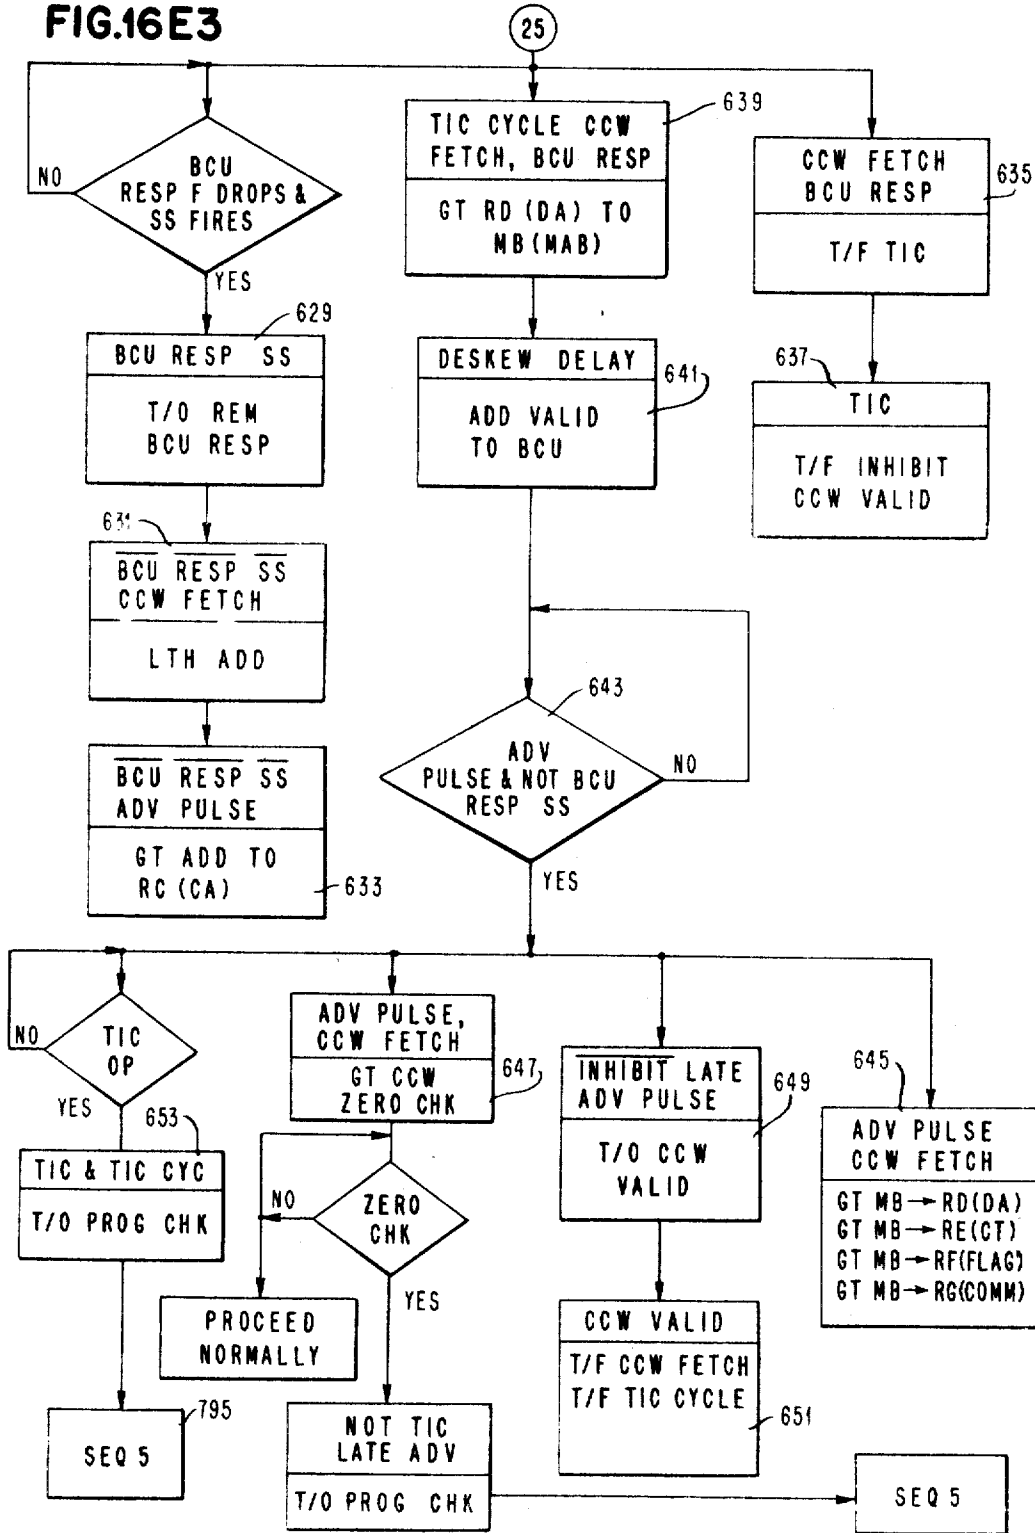 FIG.16E3
25
BCU
RESP F DROPS &
SS FIRES
NO
YES
629
BCU RESP SS
T/O REM
BCU RESP
631
BCU RESP SS
CCW FETCH
LTH ADD
BCU RESP SS
ADV PULSE
GT ADD TO
RC (CA)
633
639
TIC CYCLE CCW
FETCH, BCU RESP
GT RD (DA) TO
MB (MAB)
DESKEW DELAY
641
ADD VALID
TO BCU
643
ADV
PULSE & NOT BCU
RESP SS
NO
YES
635
CCW FETCH
BCU RESP
T/F TIC
637
TIC
T/F INHIBIT
CCW VALID
TIC
OP
NO
YES
653
TIC & TIC CYC
T/O PROG CHK
795
SEQ 5
ADV PULSE,
CCW FETCH
647
GT CCW
ZERO CHK
ZERO
CHK
NO
YES
PROCEED
NORMALLY
NOT TIC
LATE ADV
T/O PROG CHK
SEQ 5
INHIBIT LATE
ADV PULSE
649
T/O CCW
VALID
CCW VALID
T/F CCW FETCH
T/F TIC CYCLE
651
645
ADV PULSE
CCW FETCH
GT MB → RD(DA)
GT MB → RE(CT)
GT MB → RF(FLAG)
GT MB → RG(COMM)